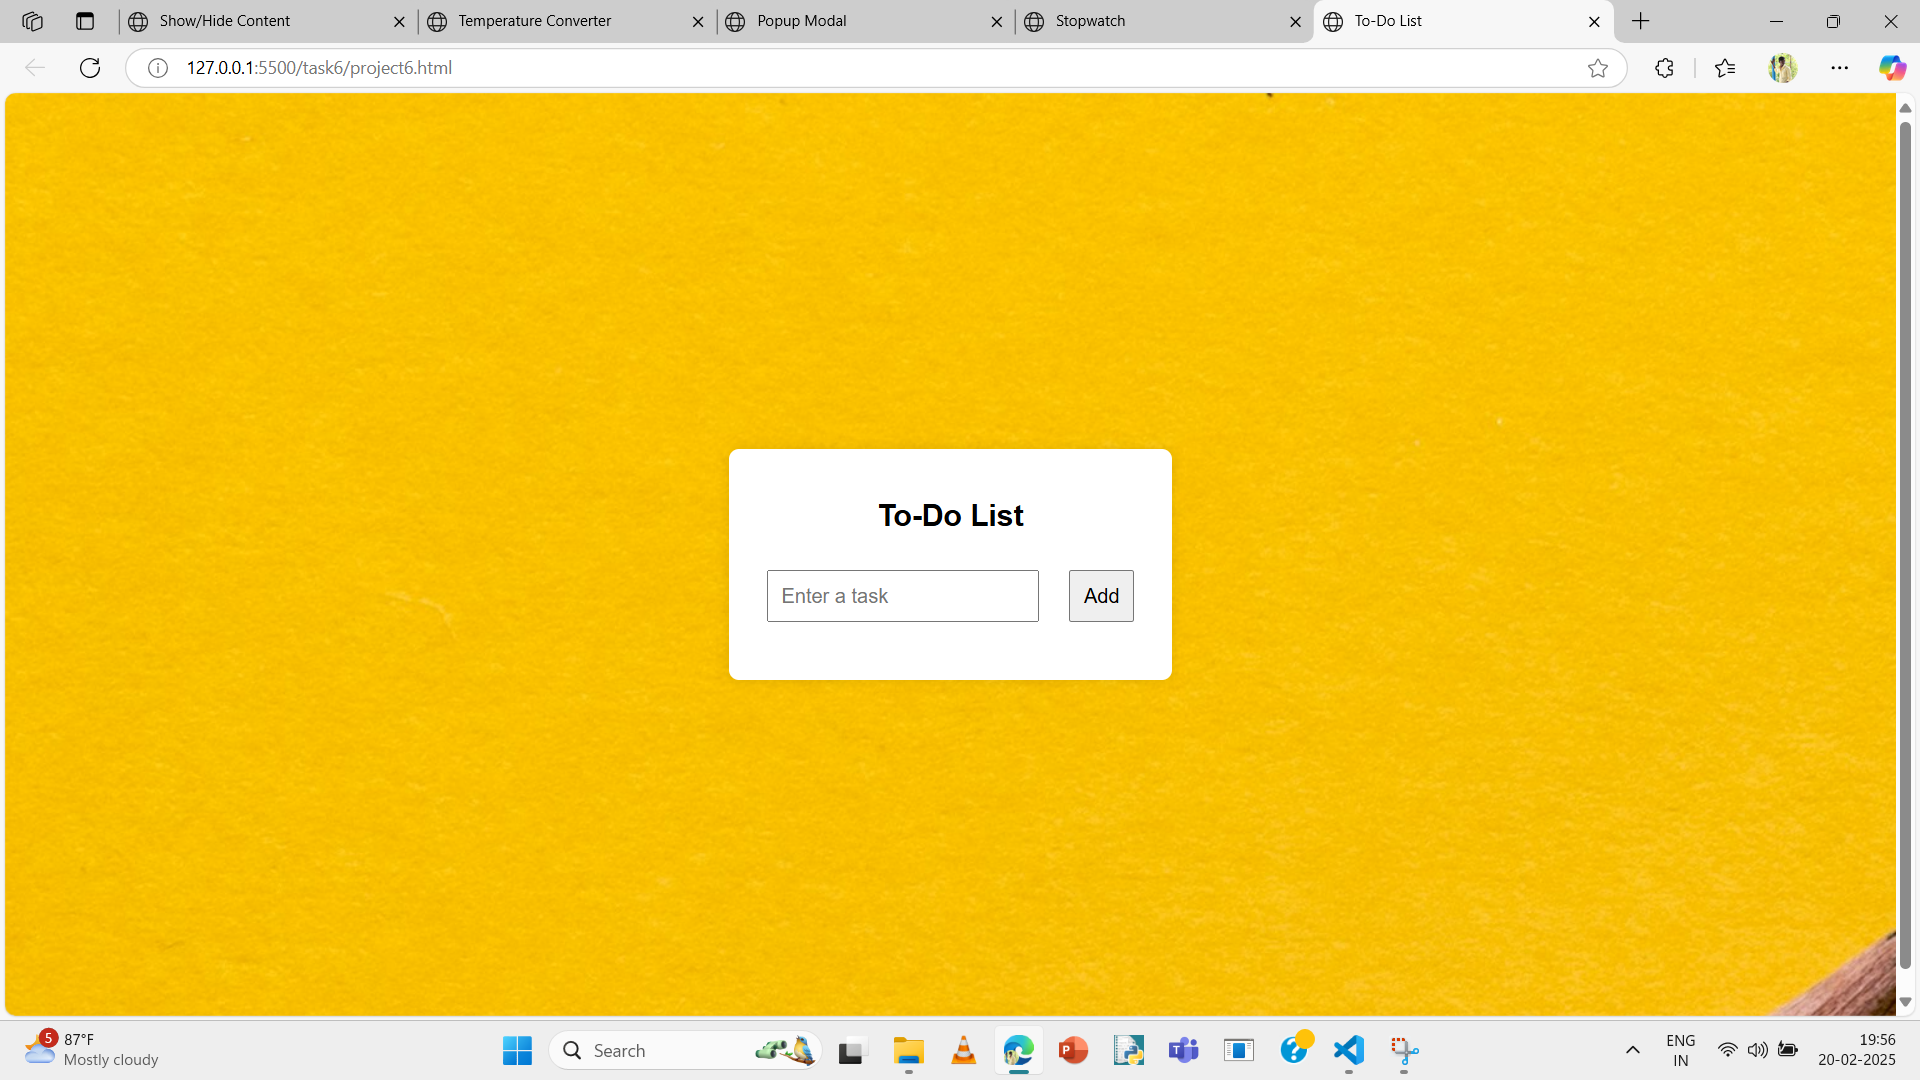 Show/Hide Content
Temperature Converter
Popup Modal
Stopwatch
To-Do List
127.0.0.1:5500/task6/project6.html
To-Do List
Enter a task
Add
5
87°F
Mostly cloudy
Search
P
T
?
ENG
IN
19:56
20-02-2025